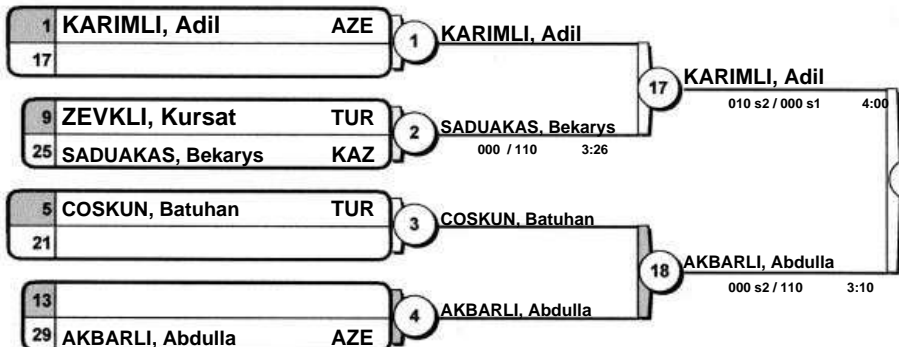 1 KARIMLI, Adil AZE
17
1
KARIMLI, Adil
9 ZEVKLI, Kursat TUR
25 SADUAKAS, Bekarys KAZ
2
SADUAKAS, Bekarys
000 / 110 3:26
17
KARIMLI, Adil
010 s2 / 000 s1 4:00
5 COSKUN, Batuhan TUR
21
3
COSKUN, Batuhan
13
29 AKBARLI, Abdulla AZE
4
AKBARLI, Abdulla
18
AKBARLI, Abdulla
000 s2 / 110 3:10